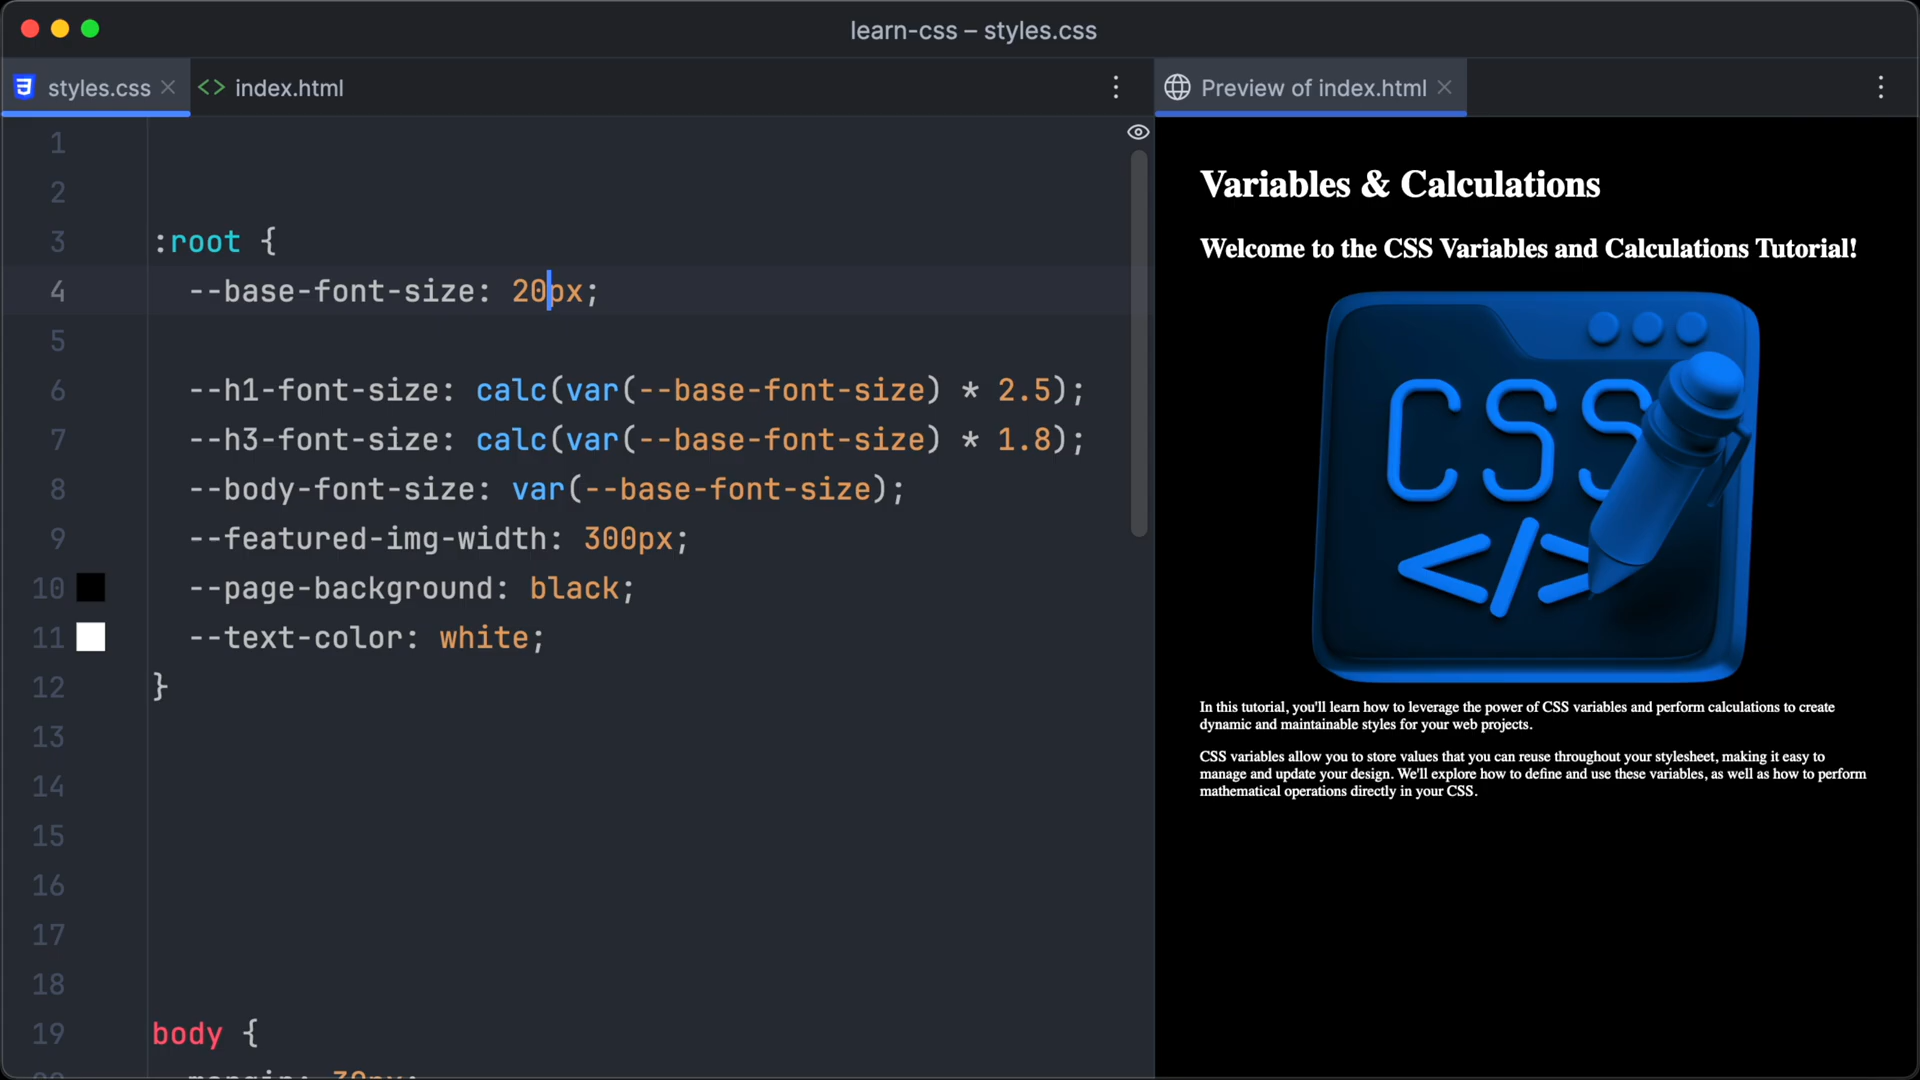 learn-css – styles.css
styles.css
index.html
Preview of index.html
1
2
3 :root {
4 --base-font-size: 20px;
5
6 --h1-font-size: calc(var(--base-font-size) * 2.5);
7 --h3-font-size: calc(var(--base-font-size) * 1.8);
8 --body-font-size: var(--base-font-size);
9 --featured-img-width: 300px;
10 --page-background: black;
11 --text-color: white;
12 }
13
14
15
16
17
18
19 body {
Variables & Calculations
Welcome to the CSS Variables and Calculations Tutorial!
CSS
</>
In this tutorial, you'll learn how to leverage the power of CSS variables and perform calculations to create
dynamic and maintainable styles for your web projects.
CSS variables allow you to store values that you can reuse throughout your stylesheet, making it easy to
manage and update your design. We'll explore how to define and use these variables, as well as how to perform
mathematical operations directly in your CSS.